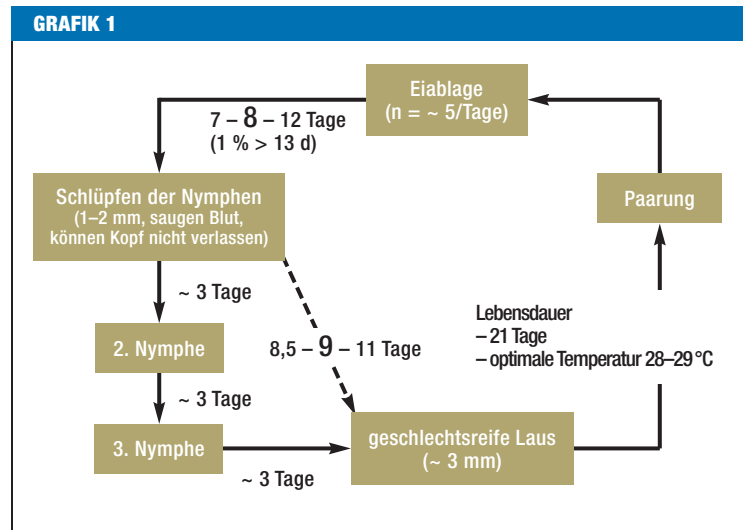 GRAFIK 1
Eiablage
(n = ~ 5/Tage)
7 – 8 – 12 Tage
(1 % > 13 d)
Schlüpfen der Nymphen
(1–2 mm, saugen Blut,
können Kopf nicht verlassen)
Paarung
~ 3 Tage
Lebensdauer
– 21 Tage
– optimale Temperatur 28–29 °C
2. Nymphe
8,5 – 9 – 11 Tage
~ 3 Tage
3. Nymphe
geschlechtsreife Laus
(~ 3 mm)
~ 3 Tage